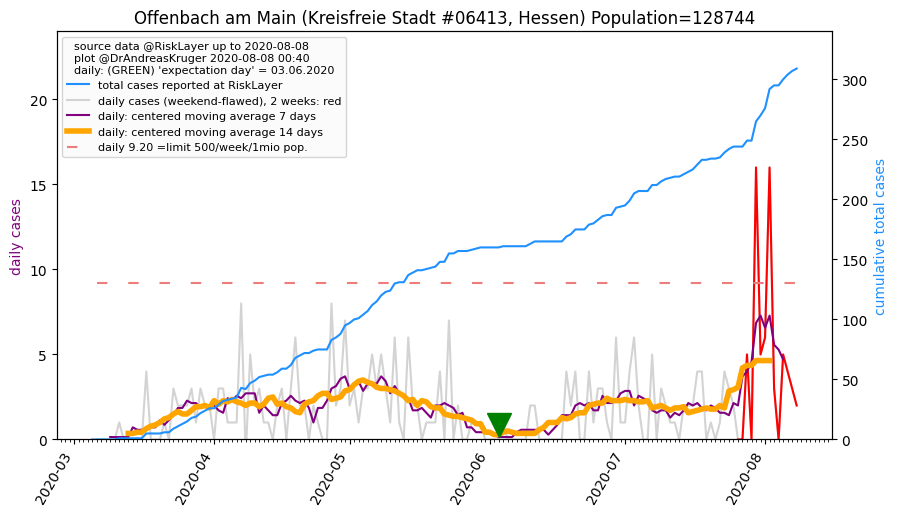 Offenbach am Main (Kreisfreie Stadt #06413, Hessen) Population=128744
source data @RiskLayer up to 2020-08-08
plot @DrAndreasKruger 2020-08-08 00:40
daily: (GREEN) 'expectation day' = 03.06.2020
total cases reported at RiskLayer
daily cases (weekend-flawed), 2 weeks: red
daily: centered moving average 7 days
daily: centered moving average 14 days
daily 9.20 =limit 500/week/1mio pop.
daily cases
20
15
10
5
0
cumulative total cases
300
250
200
150
100
50
0
2020-03
2020-04
2020-05
2020-06
2020-07
2020-08